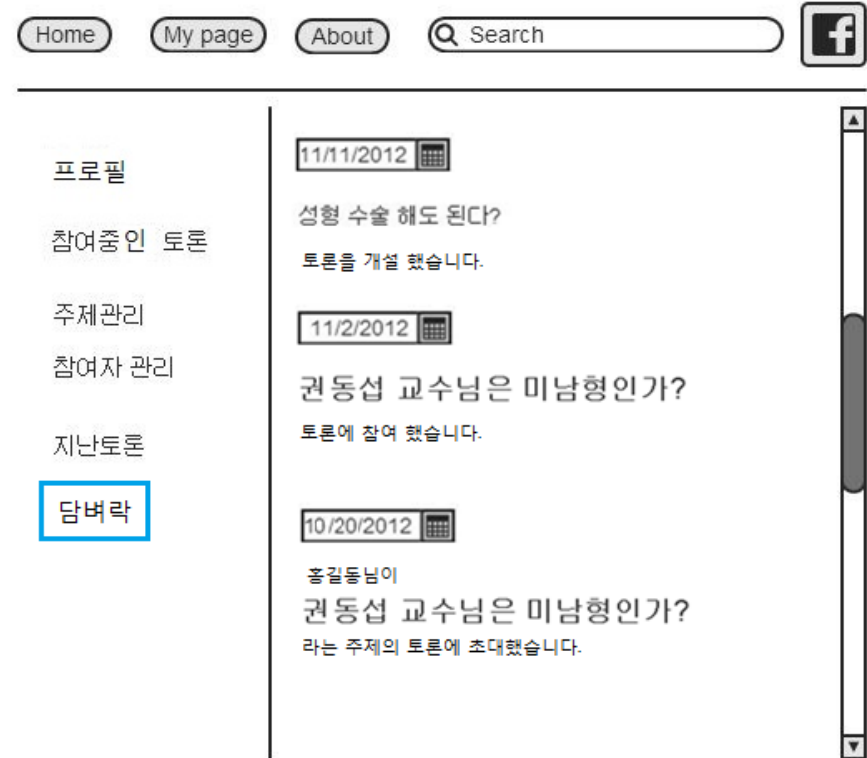 Home
My page
About
Search
프로필
참여중인 토론
주제관리
참여자 관리
지난토론
담벼락
11/11/2012
성형 수술 해도 된다?
토론을 개설 했습니다.
11/2/2012
권동섭 교수님은 미남형인가?
토론에 참여 했습니다.
10/20/2012
홍길동님이
권동섭 교수님은 미남형인가?
라는 주제의 토론에 초대했습니다.